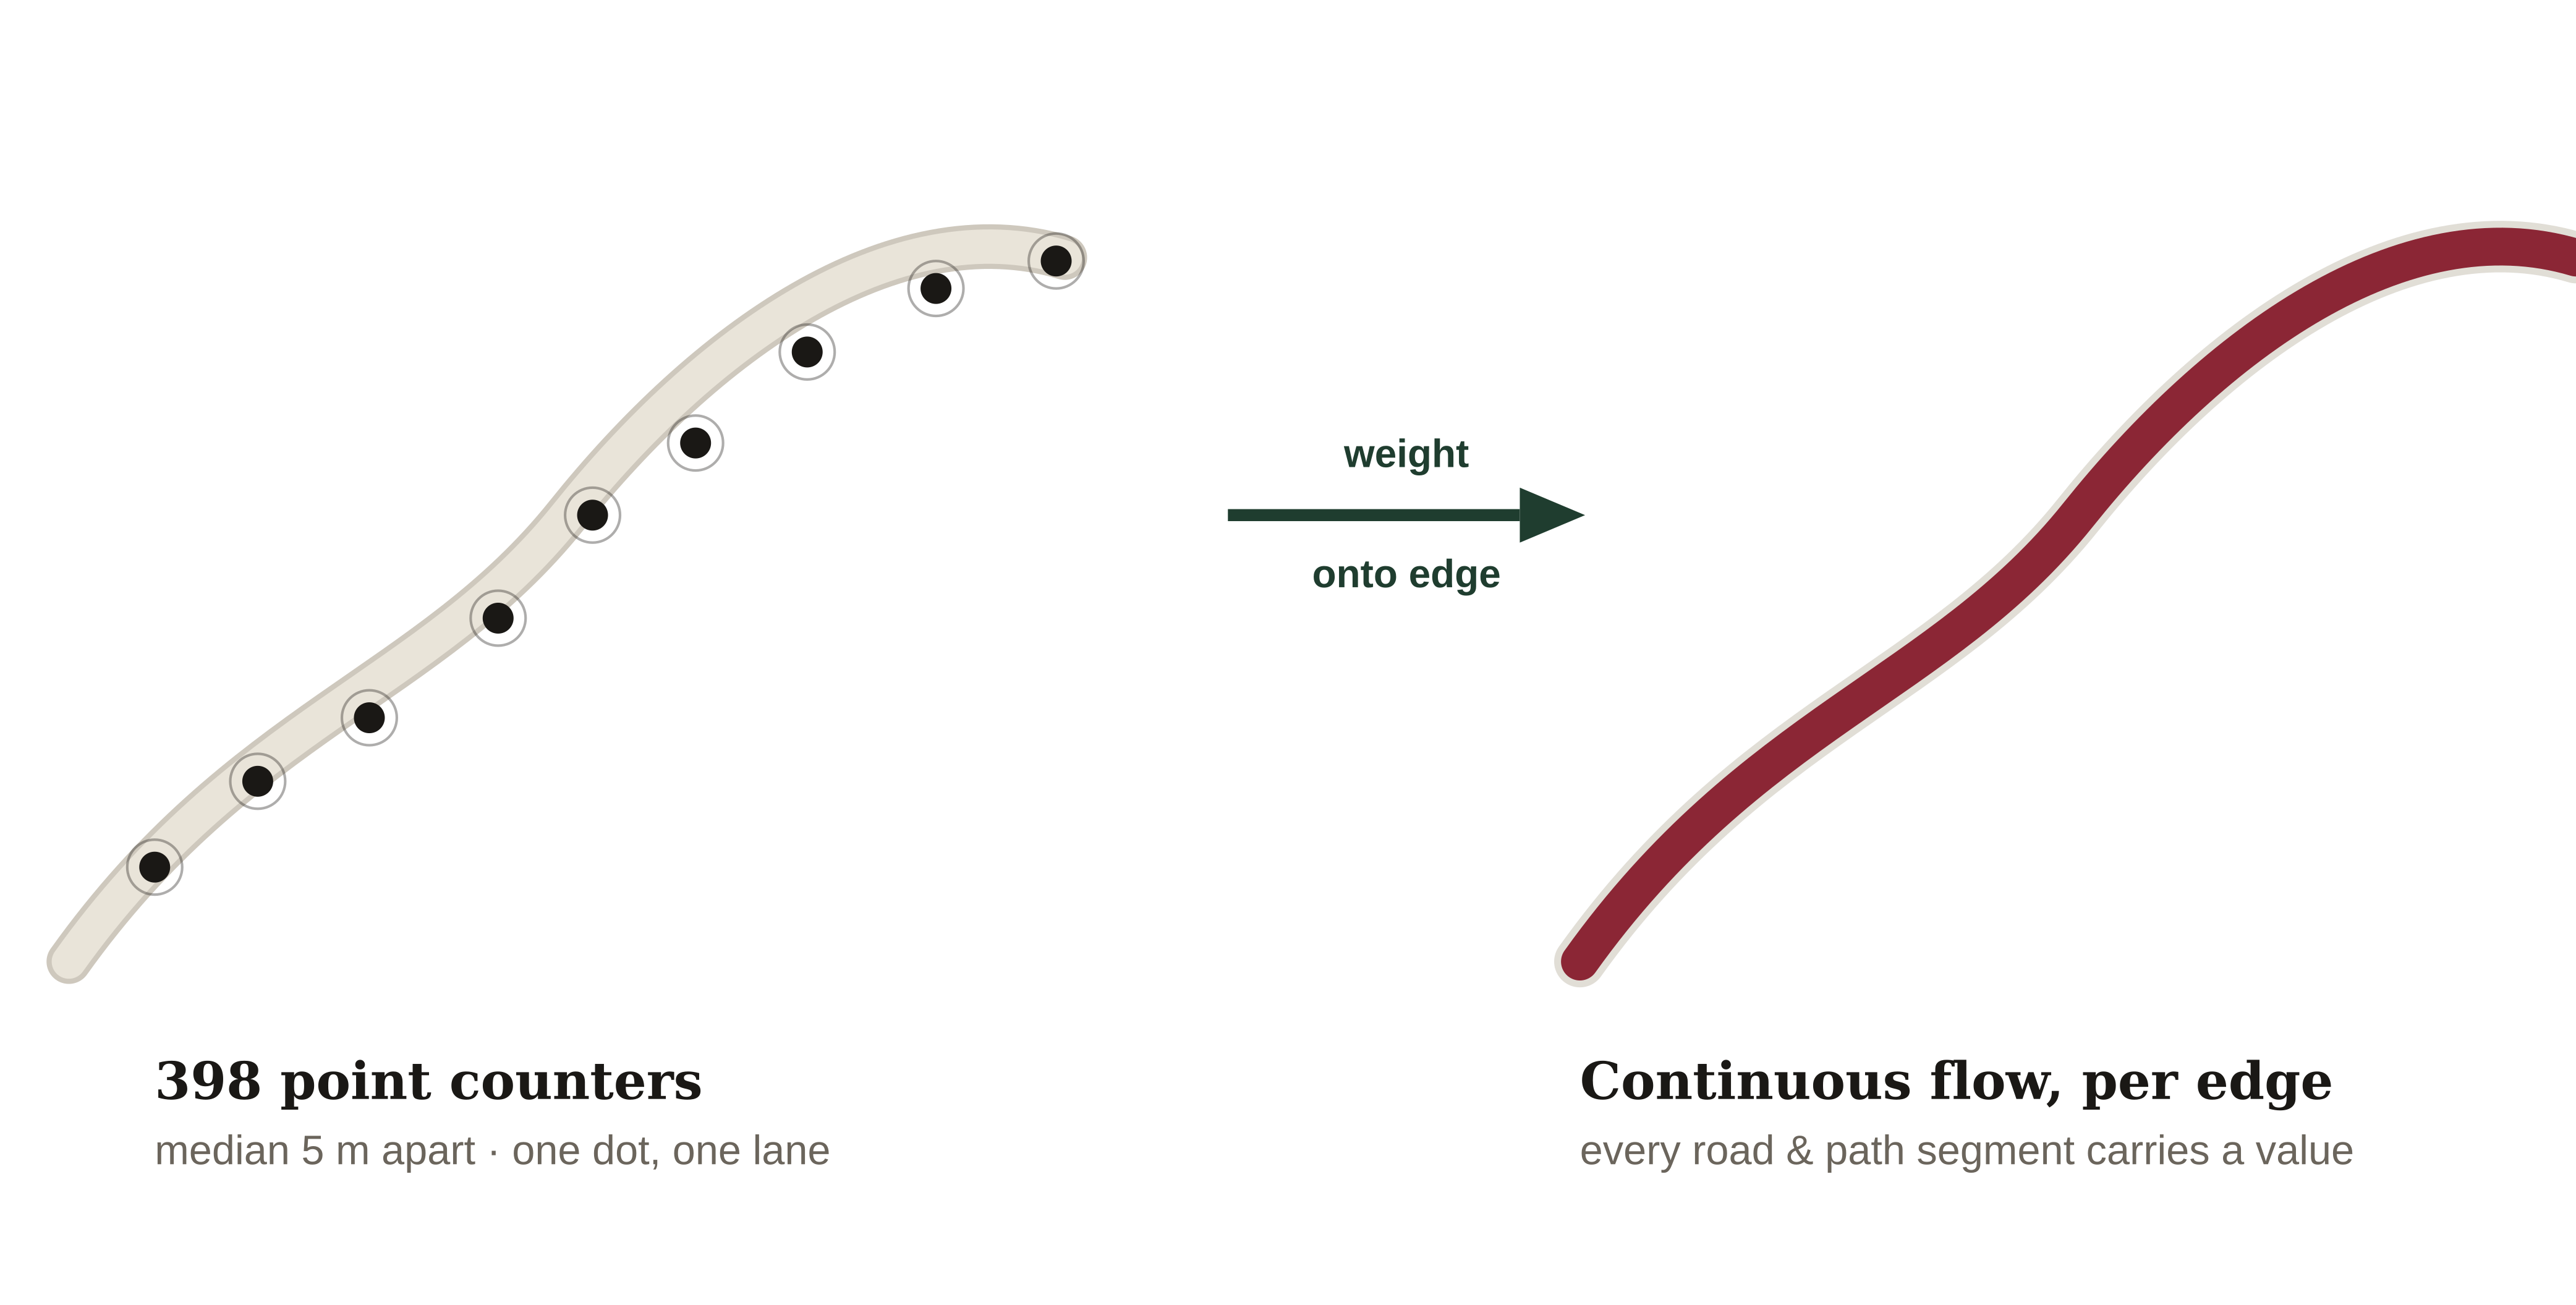 weight
onto edge
398 point counters
median 5 m apart · one dot, one lane
Continuous flow, per edge
every road & path segment carries a value